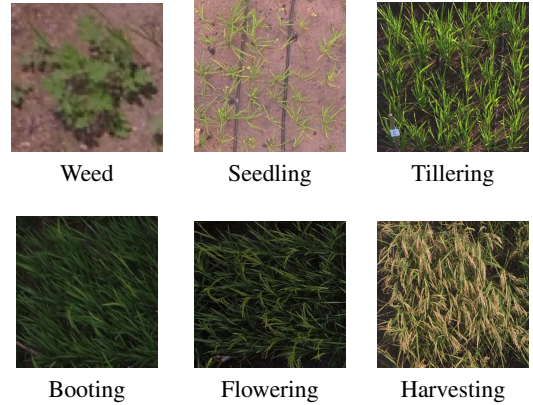 Weed
Seedling
Tillering
Booting
Flowering
Harvesting